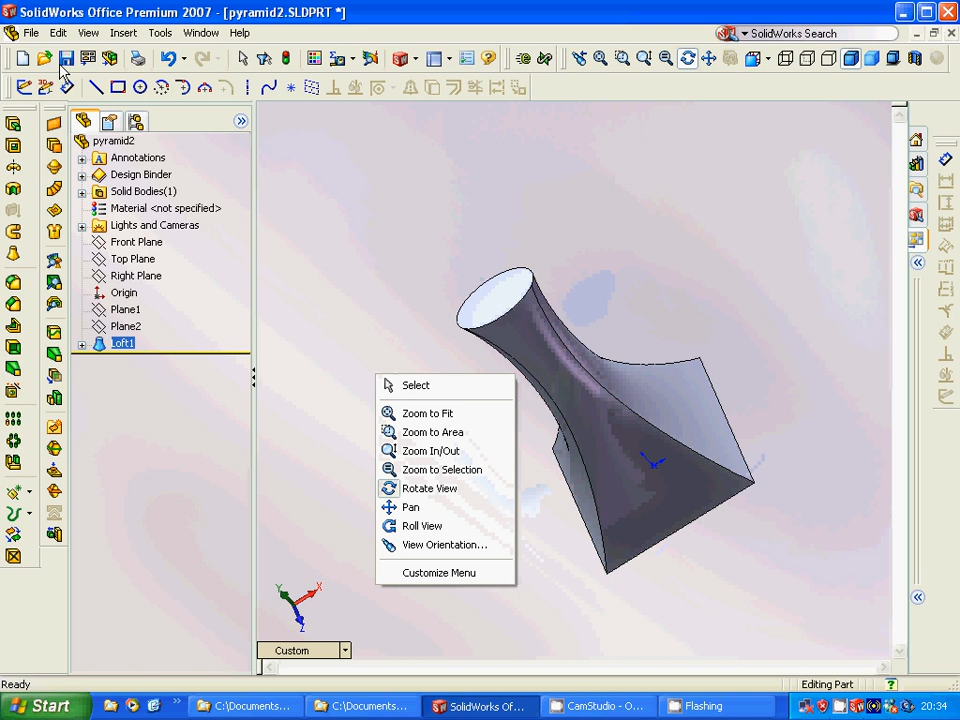 SolidWorks Office Premium 2007 - [pyramid2.SLDPRT *]
File Edit View Insert Tools Window Help
SolidWorks Search
pyramid2
Annotations
Design Binder
Solid Bodies(1)
Material <not specified>
Lights and Cameras
Front Plane
Top Plane
Right Plane
Origin
Plane1
Plane2
Loft1
Select
Zoom to Fit
Zoom to Area
Zoom In/Out
Zoom to Selection
Rotate View
Pan
Roll View
View Orientation...
Customize Menu
Y X
Z
Custom
Ready
Editing Part
Start
C:\Documents...
C:\Documents...
SolidWorks Of...
CamStudio - O...
Flashing
20:34